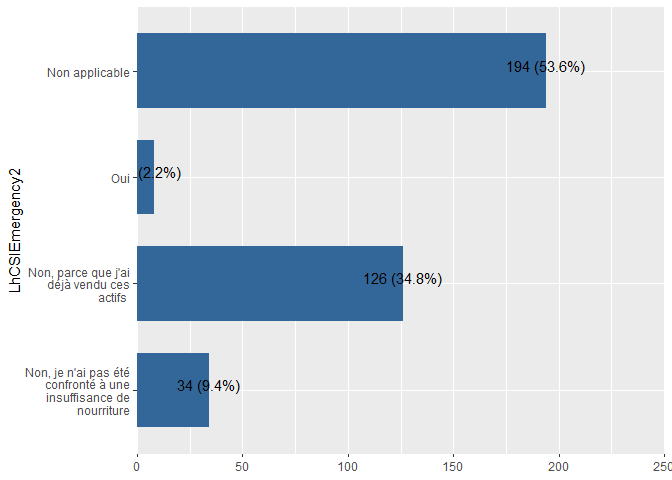 LhCSIEmergency2
Non applicable
194 (53.6%)
Oui
(2.2%)
Non, parce que j'ai
déjà vendu ces
actifs
126 (34.8%)
Non, je n'ai pas été
confronté à une
insuffisance de
nourriture
34 (9.4%)
0 50 100 150 200 250